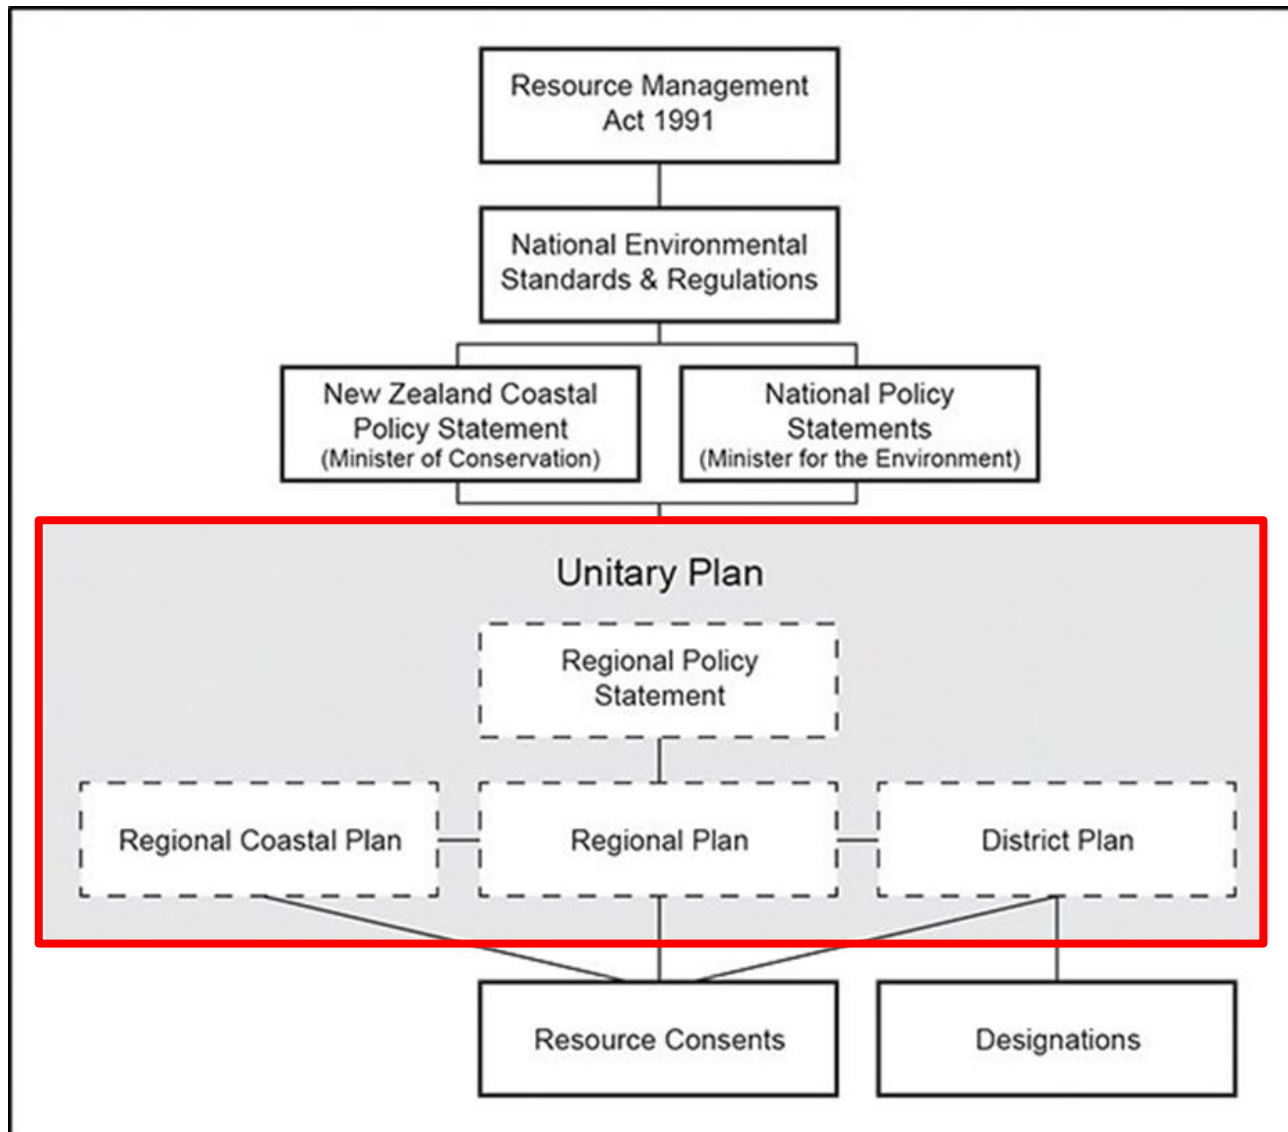 Resource Management
Act 1991
National Environmental
Standards & Regulations
New Zealand Coastal
Policy Statement
(Minister of Conservation)
National Policy
Statements
(Minister for the Environment)
Unitary Plan
Regional Policy
Statement
Regional Coastal Plan
Regional Plan
District Plan
Resource Consents
Designations